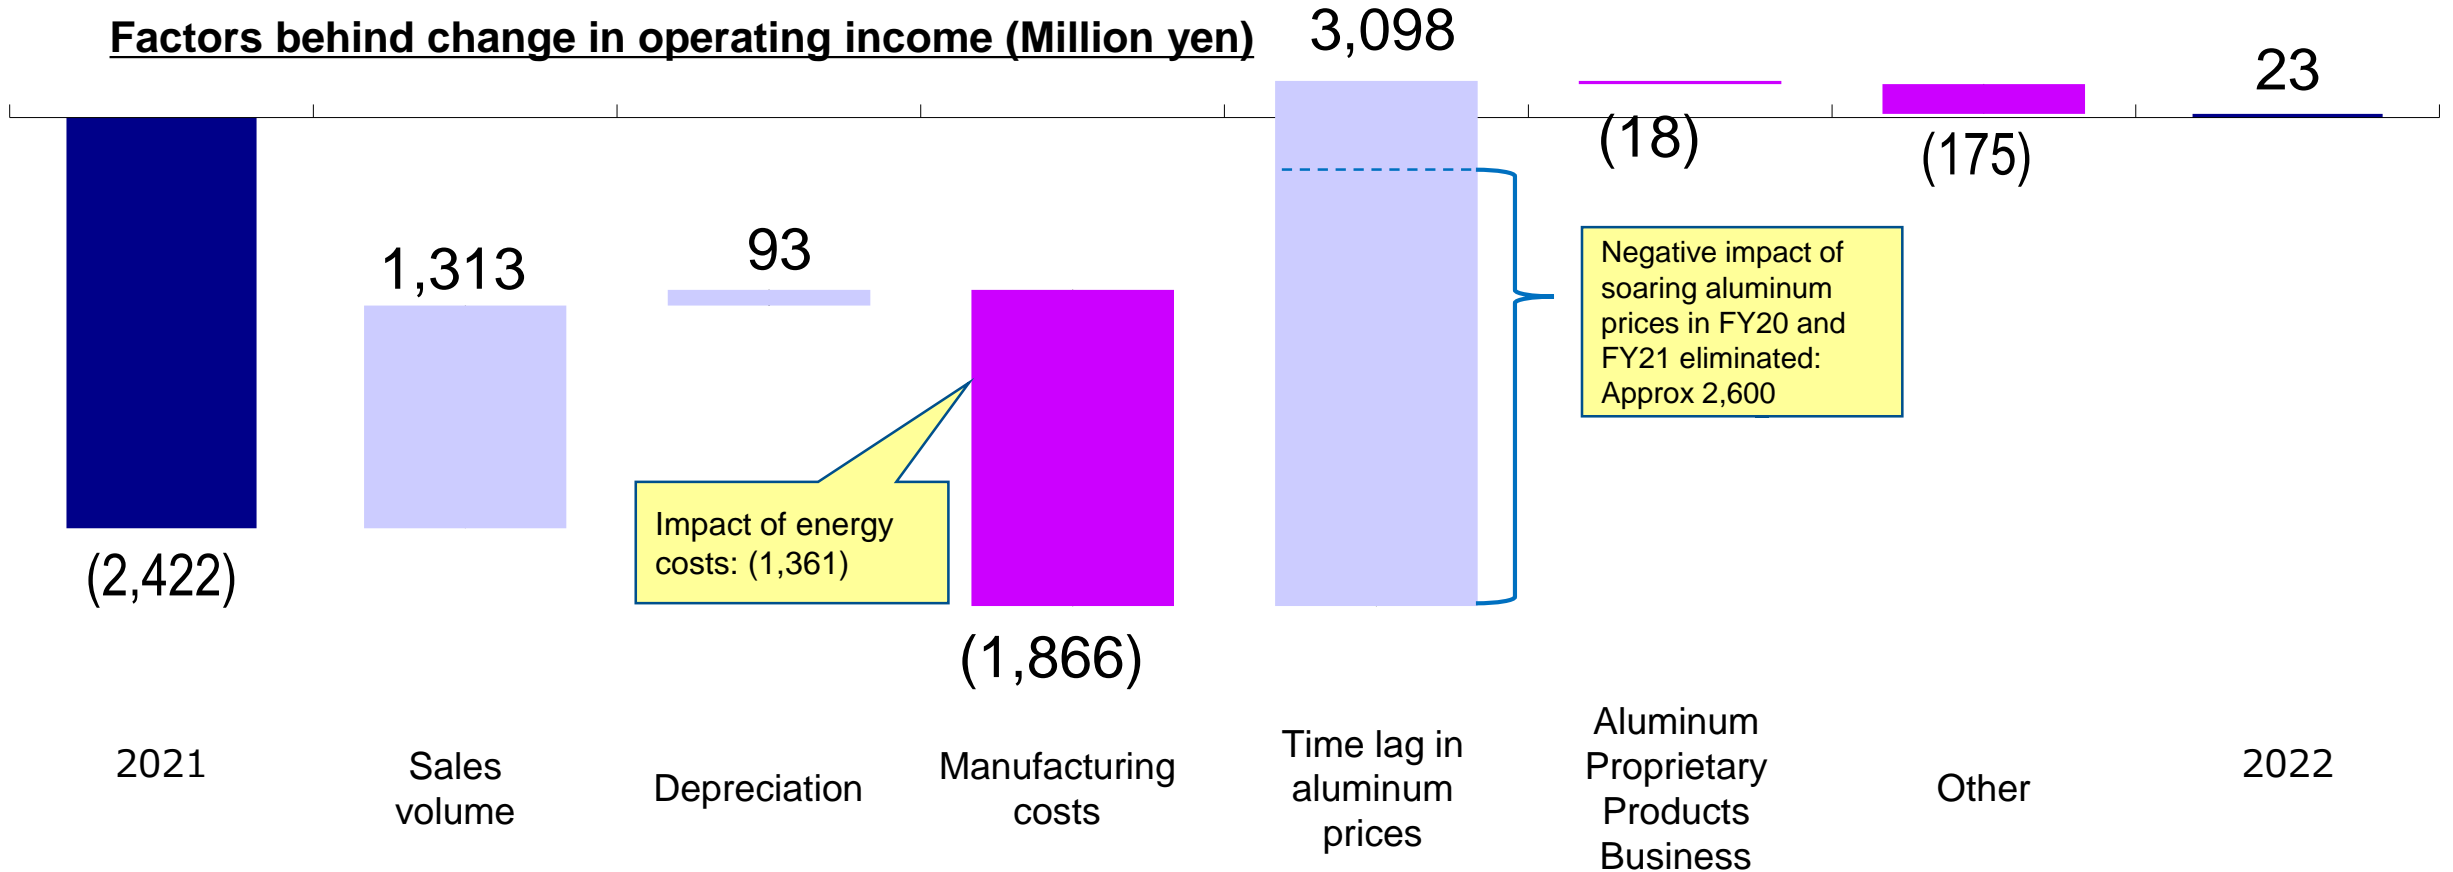 Factors behind change in operating income (Million yen)
3,098
23
(18)
(175)
1,313
93
(2,422)
(1,866)
Negative impact of
soaring aluminum
prices in FY20 and
FY21 eliminated:
Approx 2,600
Impact of energy
costs: (1,361)
2021
Sales
volume
Depreciation
Manufacturing
costs
Time lag in
aluminum
prices
Aluminum
Proprietary
Products
Business
Other
2022